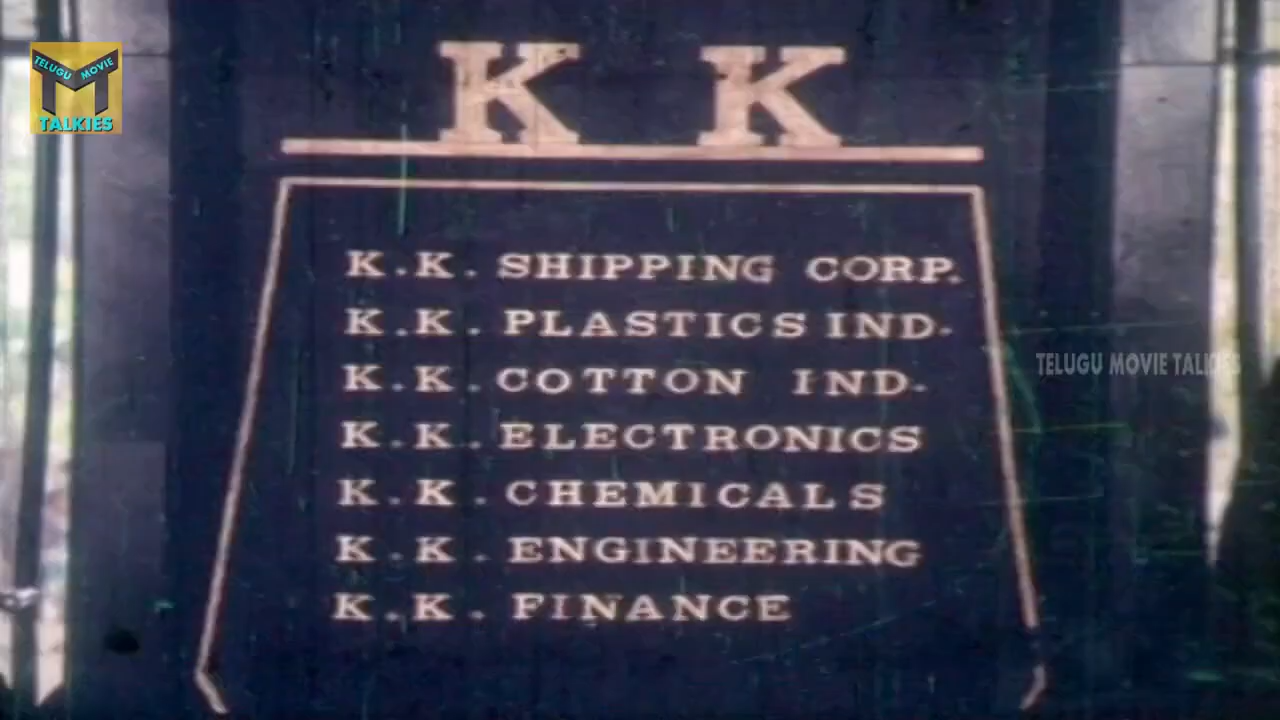 TELUGU MOVIE
TALKIES
K K
K.K. SHIPPING CORP.
K.K. PLASTICS IND.
K.K. COTTON IND.
K.K. ELECTRONICS
K.K. CHEMICALS
K.K. ENGINEERING
K.K. FINANCE
TELUGU MOVIE TALKIES